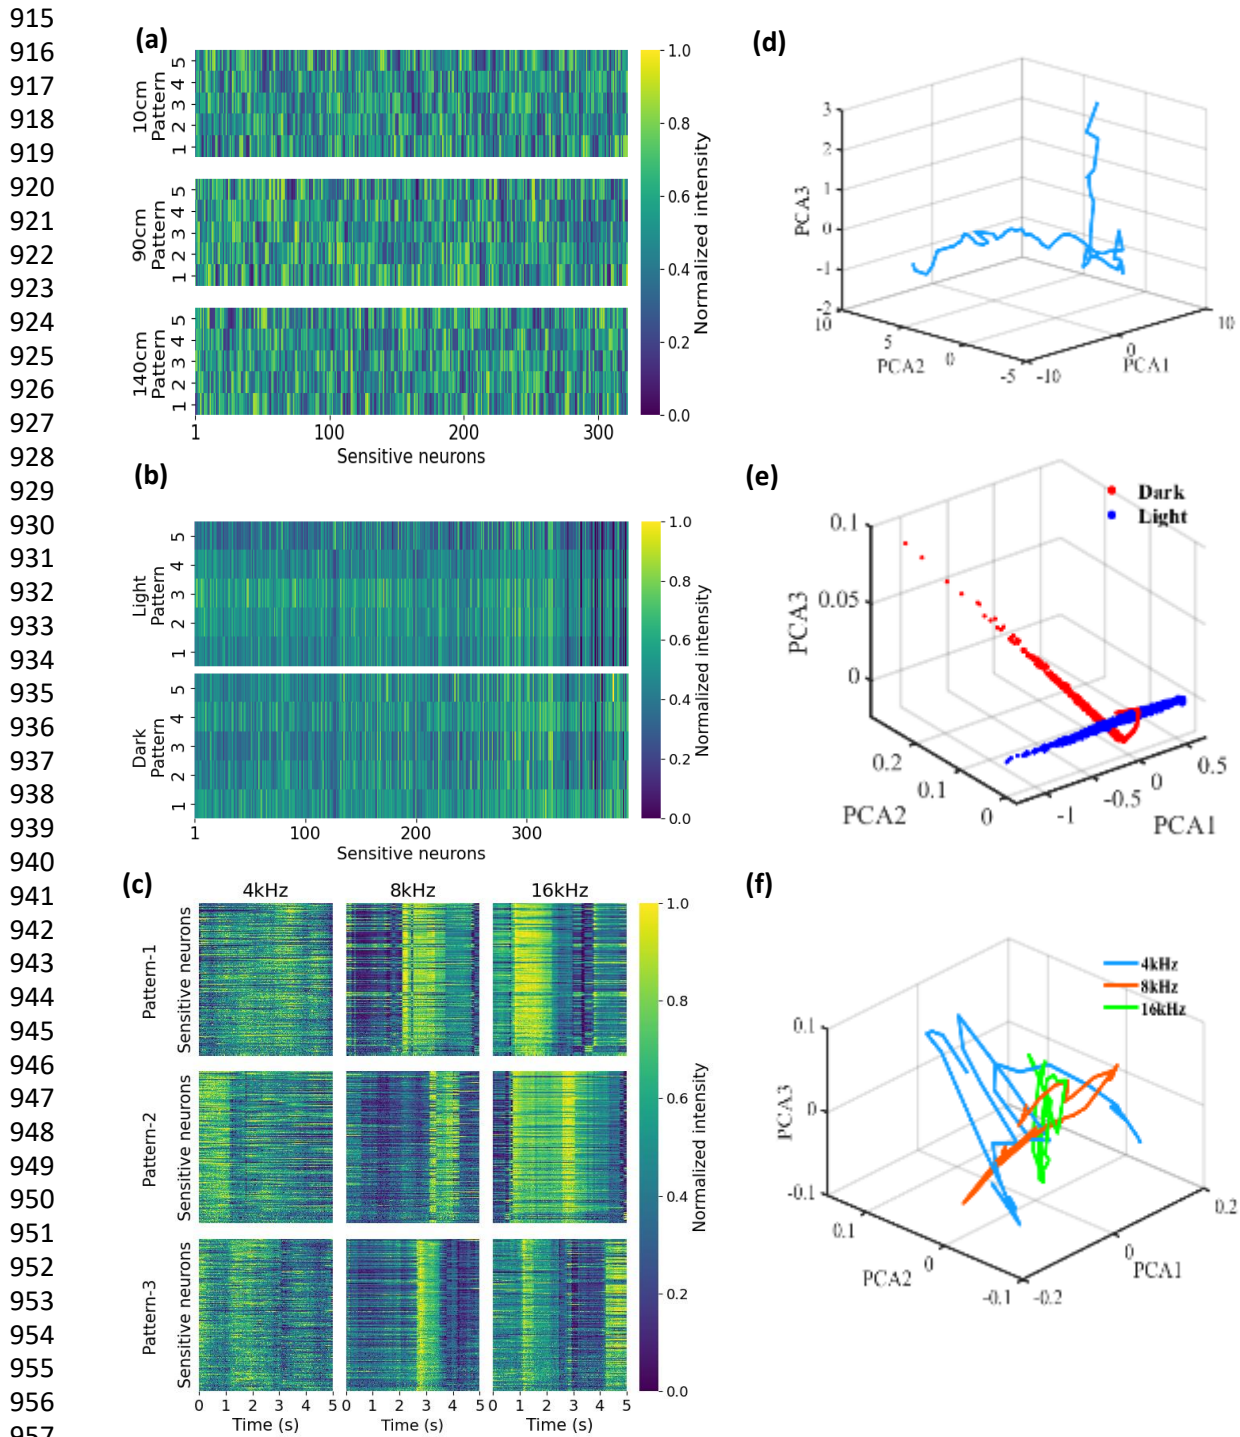 915
916
917
918
919
920
921
922
923
924
925
926
927
928
929
930
931
932
933
934
935
936
937
938
939
940
941
942
943
944
945
946
947
948
949
950
951
952
953
954
955
956
957
(a)
10cm
Pattern
1 2 3 4 5
90cm
Pattern
1 2 3 4 5
140cm
Pattern
1 2 3 4 5
1 100 200 300
Sensitive neurons
1.0
0.8
0.6
0.4
0.2
0.0
Normalized intensity
(b)
Light
Pattern
1 2 3 4 5
Dark
Pattern
1 2 3 4 5
1 100 200 300
Sensitive neurons
1.0
0.8
0.6
0.4
0.2
0.0
Normalized intensity
(c)
4kHz 8kHz 16kHz
Pattern-1
Sensitive neurons
Pattern-2
Sensitive neurons
Pattern-3
Sensitive neurons
0 1 2 3 4 5 0 1 2 3 4 5 0 1 2 3 4 5
Time (s) Time (s) Time (s)
1.0
0.8
0.6
0.4
0.2
0.0
Normalized intensity
(d)
3
2
1
0
-1
-2
PCA3
10 5 0 -5
PCA2
-10 0 10
PCA1
(e)
Dark
Light
0.1
0.05
0
PCA3
0.2 0.1 0
PCA2
-1 -0.5 0 0.5
PCA1
(f)
4kHz
8kHz
16kHz
0.1
0
-0.1
PCA3
0.1 0 -0.1
PCA2
-0.2 0 0.2
PCA1